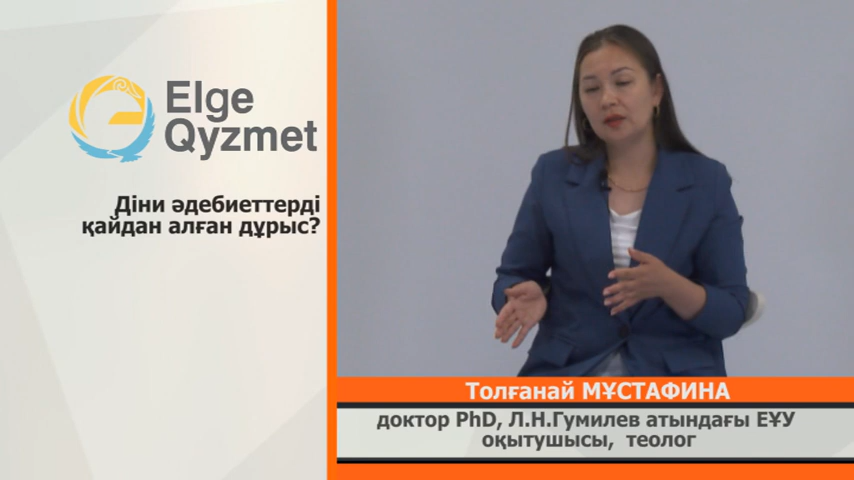 Elge
Qyzmet
Діни әдебиеттерді
қайдан алған дұрыс?
Толғанай МҰСТАФИНА
доктор PhD, Л.Н.Гумилев атындағы ЕҰУ
оқытушысы, теолог